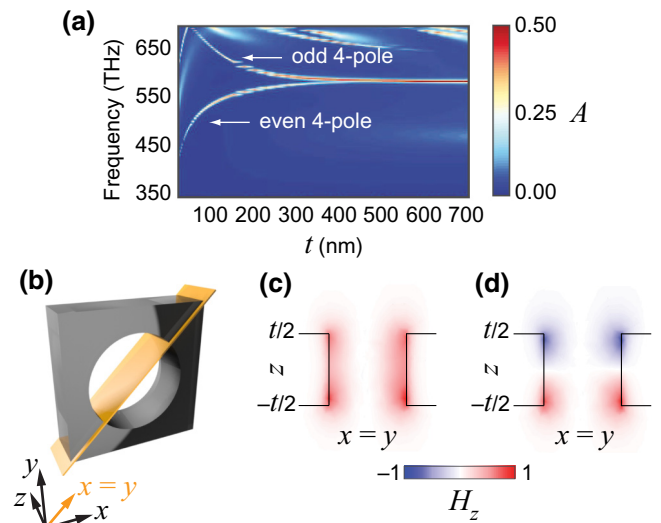 (a)
0.50
0.25
0.00
A
650
550
450
350
Frequency (THz)
odd 4-pole
even 4-pole
100 200 300 400 500 600 700
t (nm)
(b)
y
z
x
x = y
(c)
t/2
z
−t/2
x = y
(d)
t/2
z
−t/2
x = y
−1 1
H_z